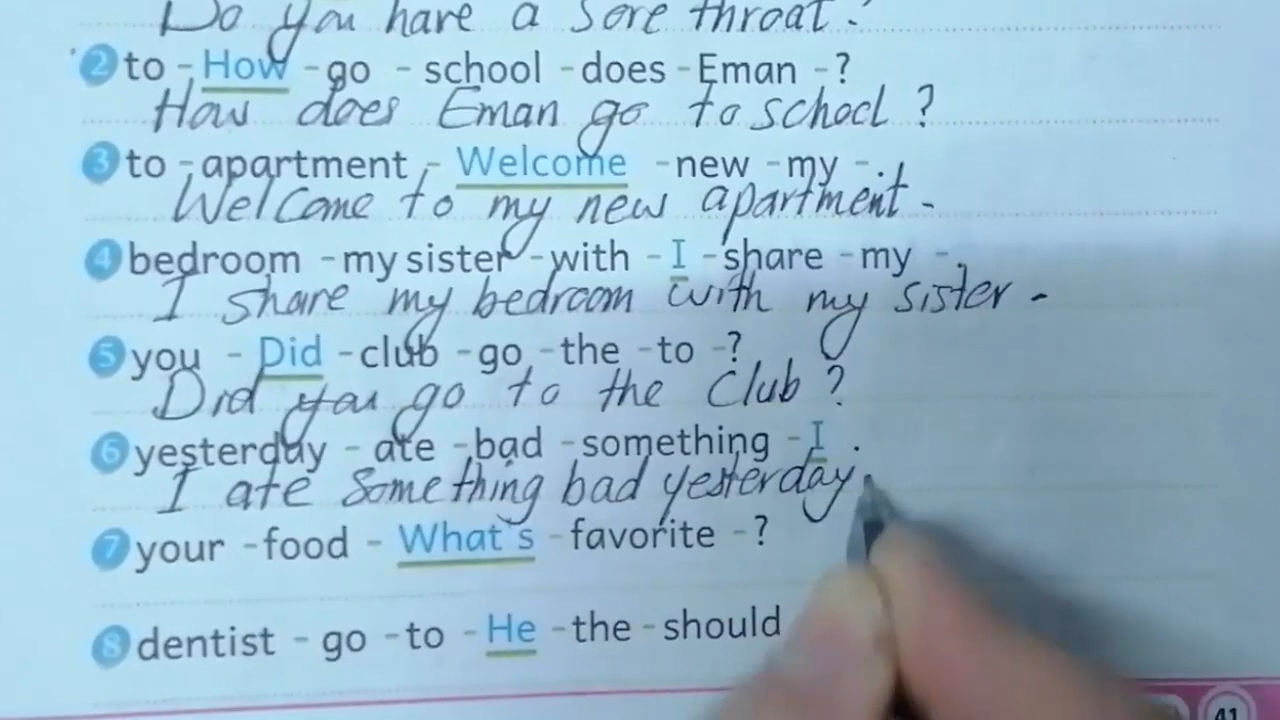 Do you have a sore throat?
2 to - How - go - school - does - Eman - ?
How does Eman go to school ?
3 to - apartment - Welcome - new - my - .
Welcome to my new apartment -
4 bedroom - my sister - with - I - share - my - .
I share my bedroom with my sister -
5 you - Did - club - go - the - to - ?
Did you go to the Club ?
6 yesterday - ate - bad - something - I .
I ate something bad yesterday.
7 your - food - What's - favorite - ?
8 dentist - go - to - He - the - should
41